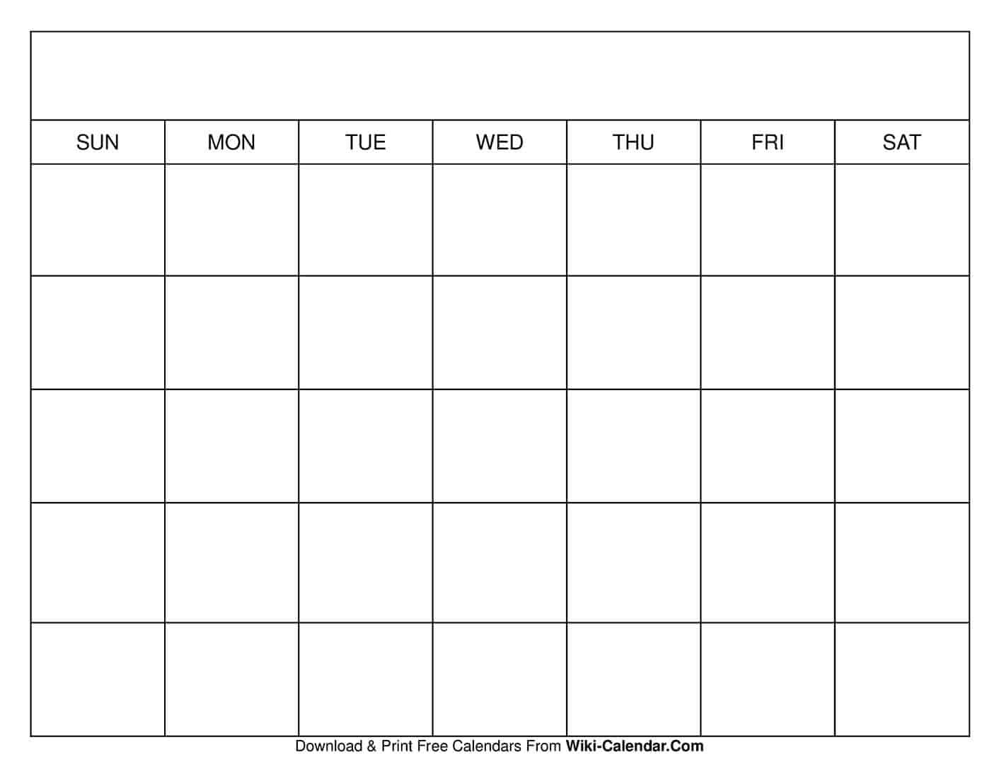 SUN MON TUE WED THU FRI SAT
Download & Print Free Calendars From Wiki-Calendar.Com